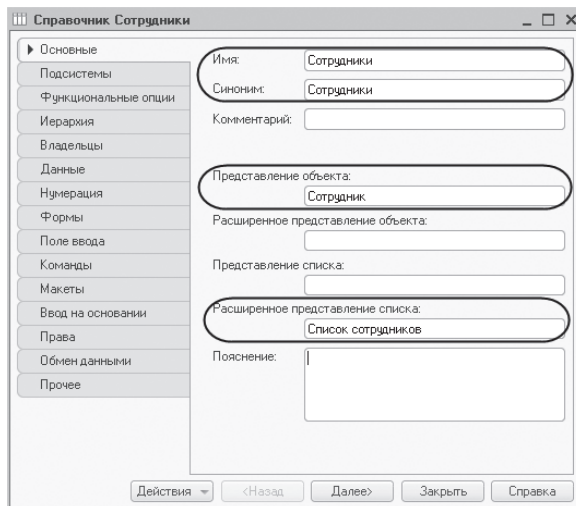 Справочник Сотрудники
Основные
Подсистемы
Функциональные опции
Иерархия
Владельцы
Данные
Нумерация
Формы
Поле ввода
Команды
Макеты
Ввод на основании
Права
Обмен данными
Прочее
Имя: Сотрудники
Синоним: Сотрудники
Комментарий:
Представление объекта:
Сотрудник
Расширенное представление объекта:
Представление списка:
Расширенное представление списка:
Список сотрудников
Пояснение:
Действия <Назад Далее> Закрыть Справка